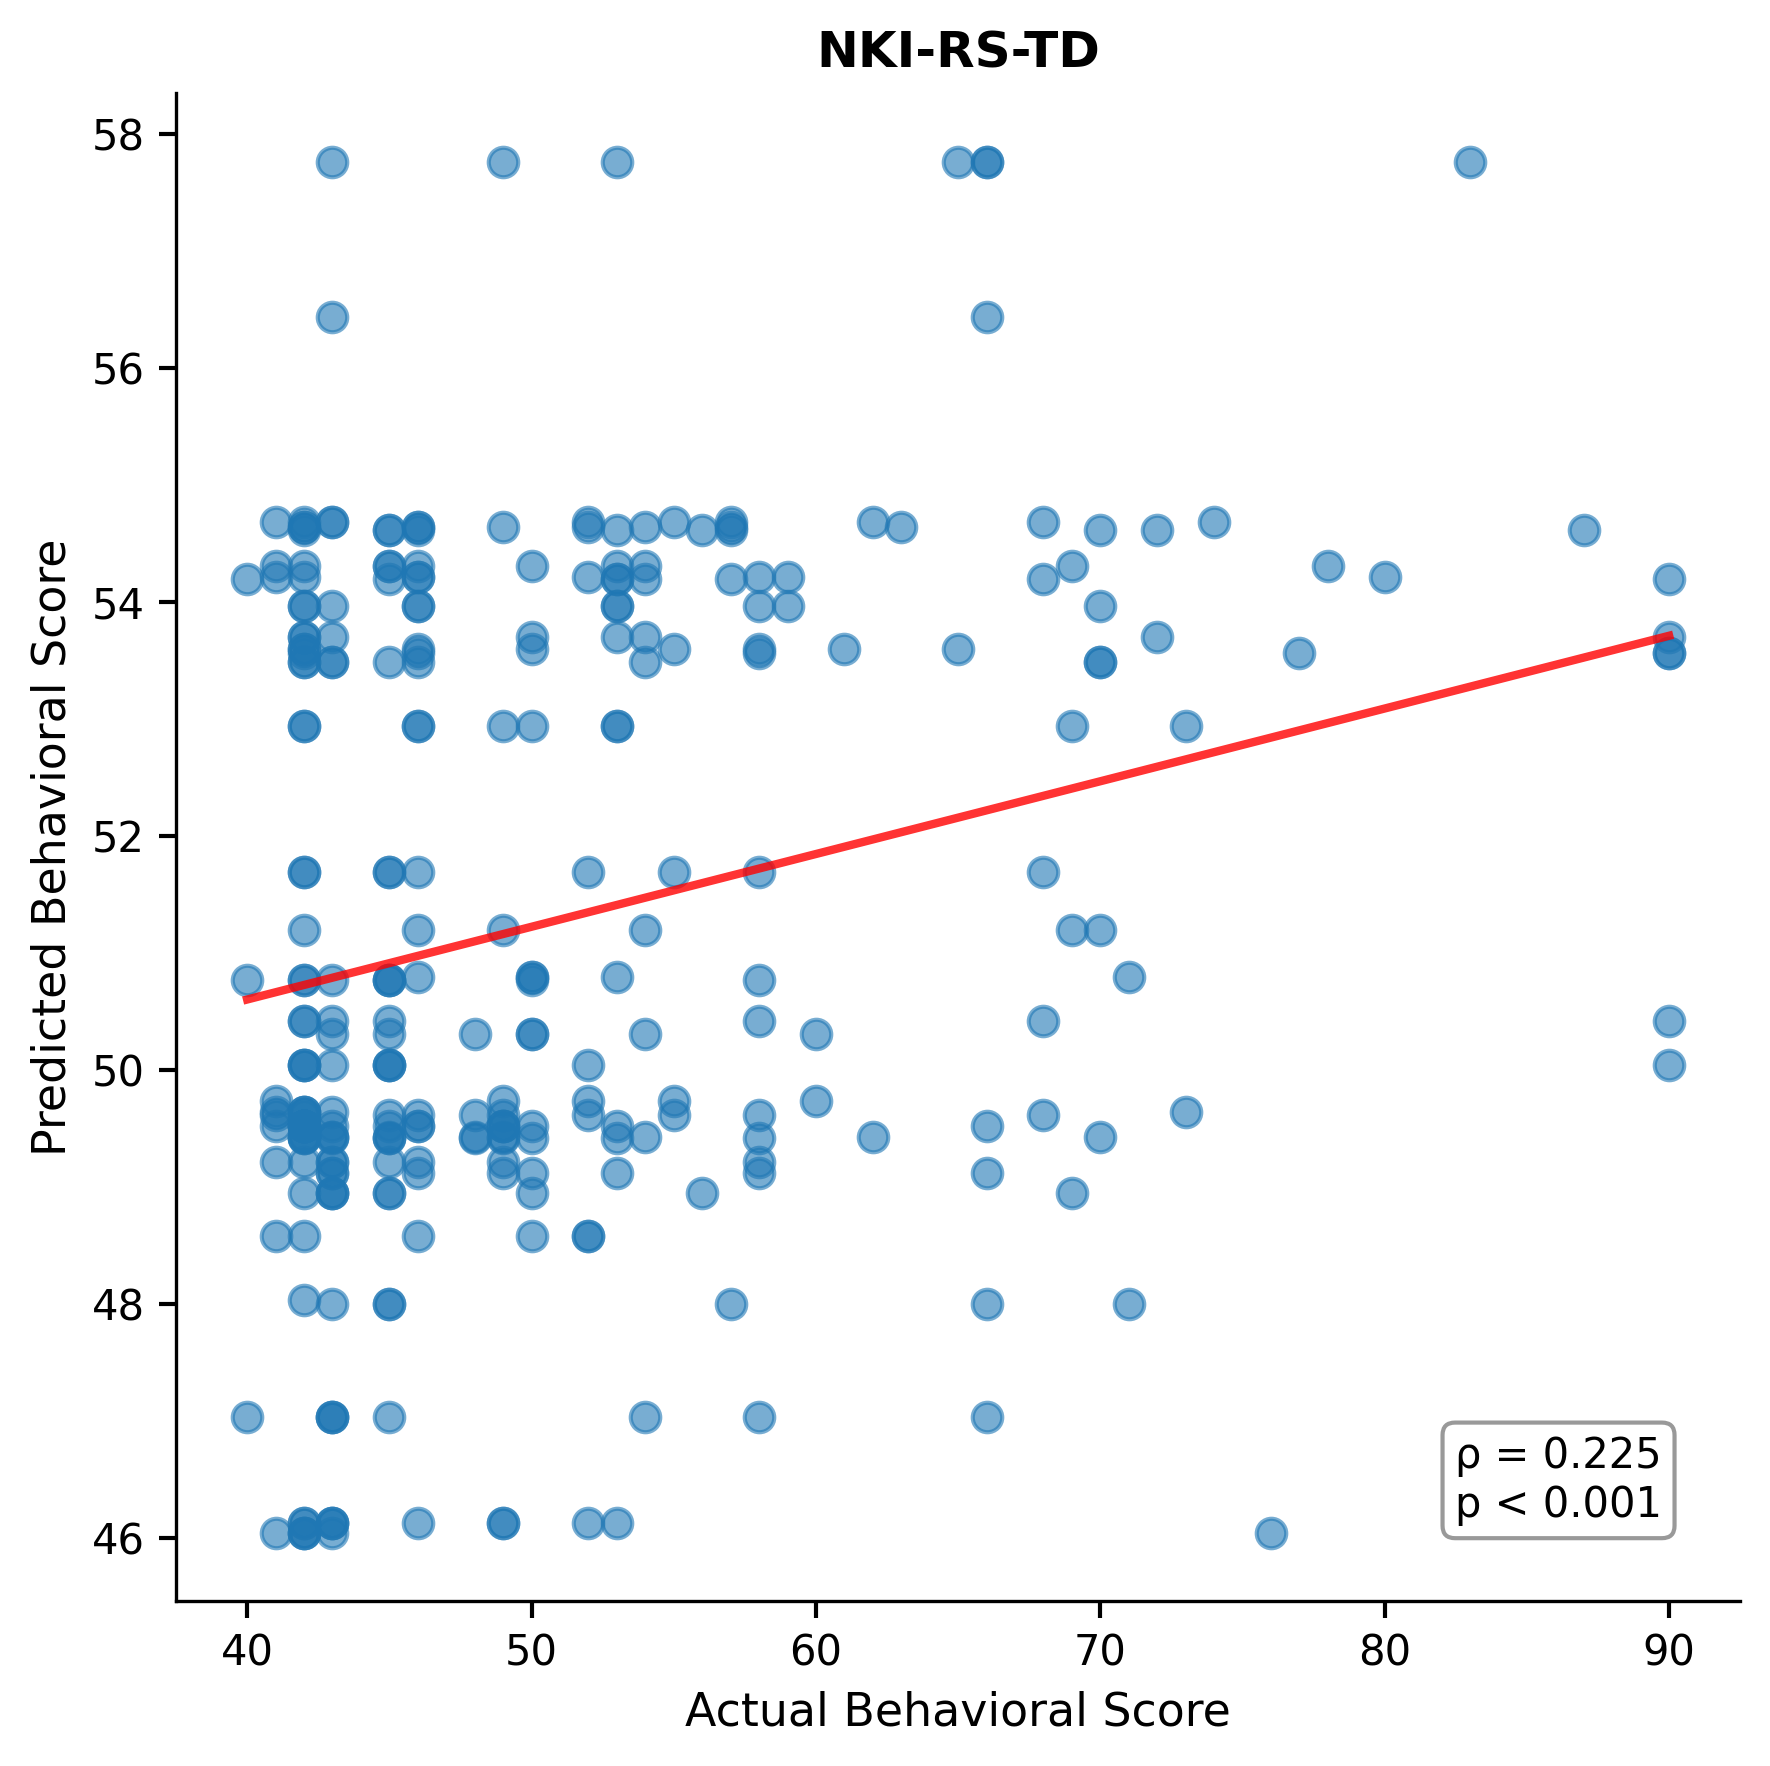 NKI-RS-TD
58
56
54
52
50
48
46
Predicted Behavioral Score
ρ = 0.225
p < 0.001
40 50 60 70 80 90
Actual Behavioral Score